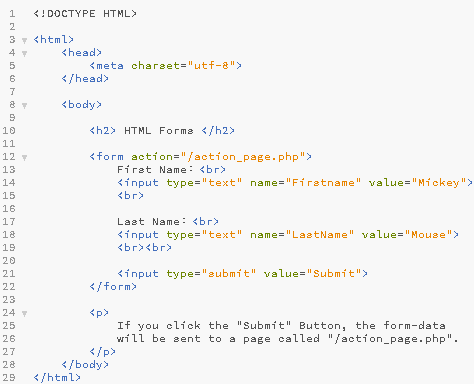 1 <!DOCTYPE HTML>
2
3 <html>
4 <head>
5 <meta charset="utf-8">
6 </head>
7
8 <body>
9
10 <h2> HTML Forms </h2>
11
12 <form action="/action_page.php">
13 First Name: <br>
14 <input type="text" name="Firstname" value="Mickey">
15 <br>
16
17 Last Name: <br>
18 <input type="text" name="LastName" value="Mouse">
19 <br><br>
20
21 <input type="submit" value="Submit">
22 </form>
23
24 <p>
25 If you click the "Submit" Button, the form-data
26 will be sent to a page called "/action_page.php".
27 </p>
28 </body>
29 </html>